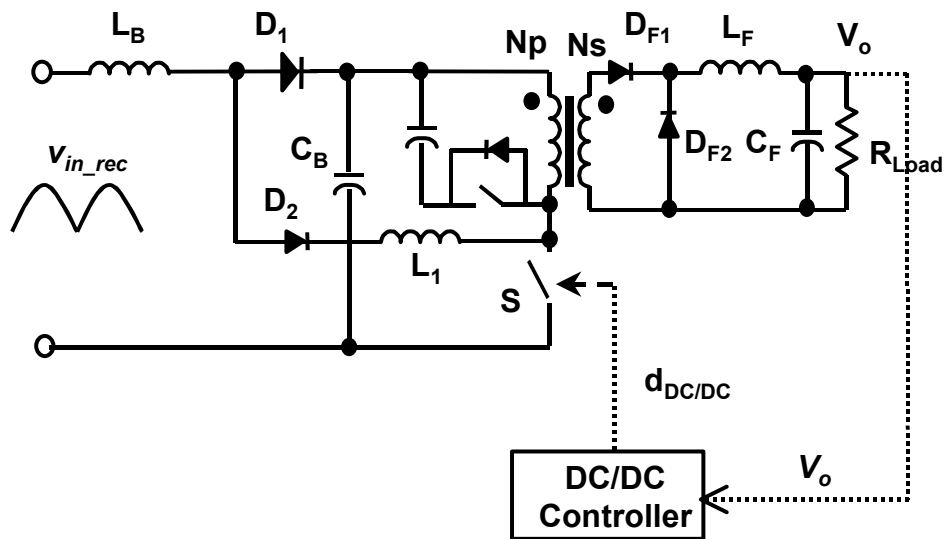 L_B
D_1
Np
Ns
D_F1
L_F
V_o
v_in_rec
C_B
D_F2
C_F
R_Load
D_2
L_1
S
d_DC/DC
DC/DC
Controller
V_o